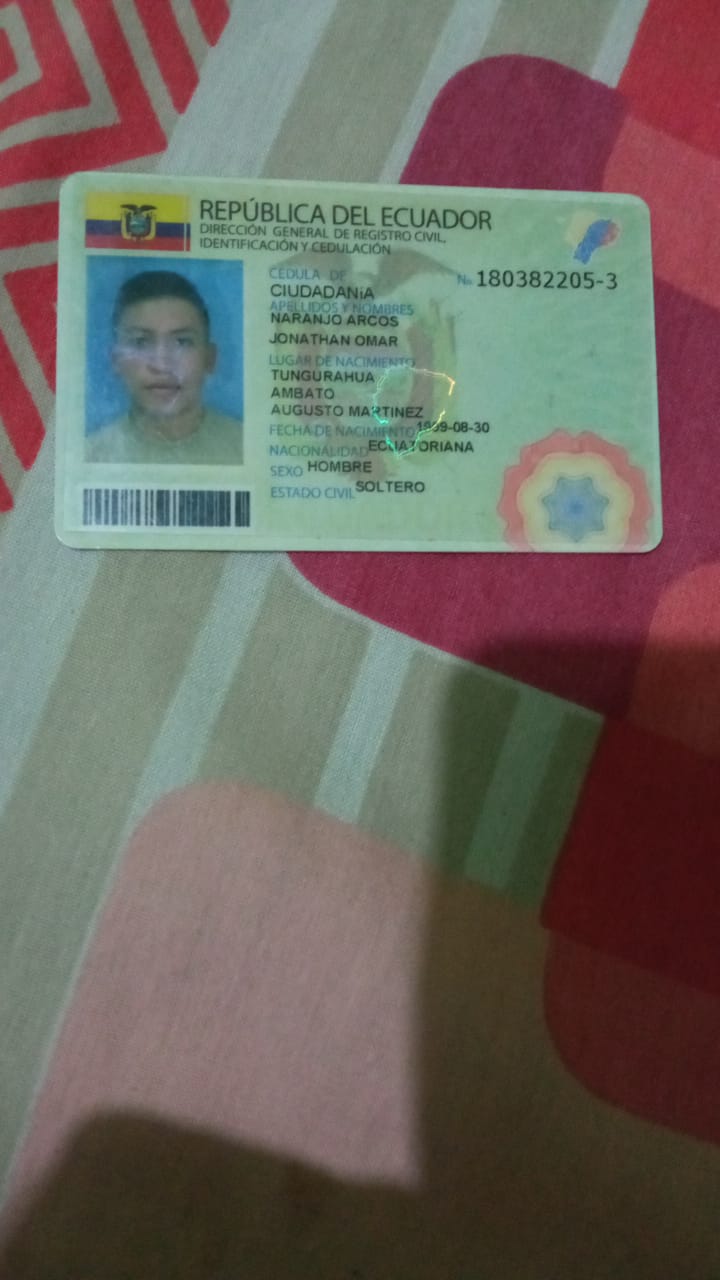 REPÚBLICA DEL ECUADOR
DIRECCIÓN GENERAL DE REGISTRO CIVIL,
IDENTIFICACIÓN Y CEDULACIÓN
CÉDULA DE
CIUDADANíA
No. 180382205-3
APELLIDOS Y NOMBRES
NARANJO ARCOS
JONATHAN OMAR
LUGAR DE NACIMIENTO
TUNGURAHUA
AMBATO
AUGUSTO MARTINEZ
FECHA DE NACIMIENTO -08-30
NACIONALIDAD ECUATORIANA
SEXO HOMBRE
ESTADO CIVIL SOLTERO